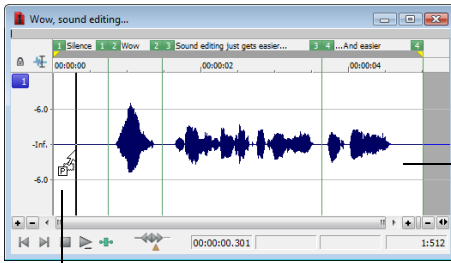 Wow, sound editing...
1 Silence 1 2 Wow 2 3 Sound editing just gets easier... 3 4 ...And easier 4
00:00:00 00:00:02 00:00:04
1
-6.0
-Inf.
-6.0
P
00:00:00.301 1:512